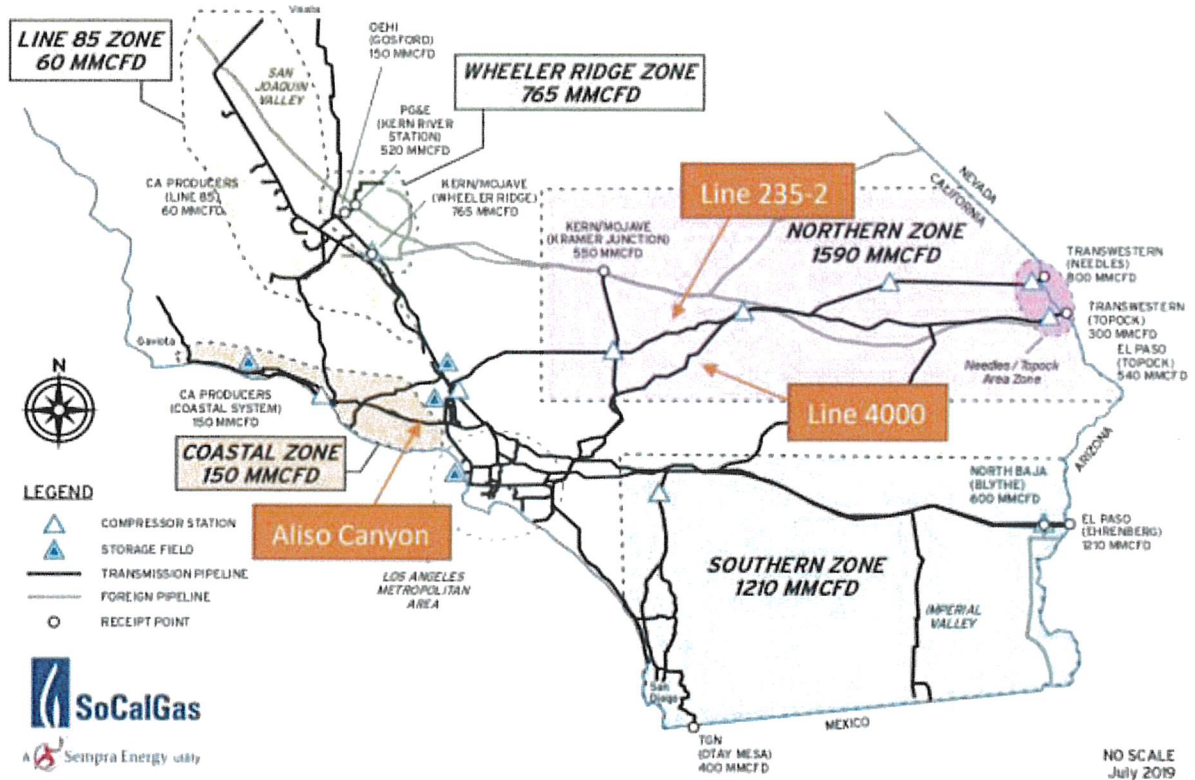 Visalia
LINE 85 ZONE
60 MMCFD
SAN
JOAQUIN
VALLEY
OEHI
(GOSFORD)
150 MMCFD
WHEELER RIDGE ZONE
765 MMCFD
PG&E
(KERN RIVER
STATION)
520 MMCFD
CA PRODUCERS
(LINE 85)
60 MMCFD
KERN/MOJAVE
(WHEELER RIDGE)
765 MMCFD
Line 235-2
NEVADA
CALIFORNIA
KERN/MOJAVE
(KRAMER JUNCTION)
550 MMCFD
NORTHERN ZONE
1590 MMCFD
TRANSWESTERN
(NEEDLES)
800 MMCFD
TRANSWESTERN
(TOPOCK)
300 MMCFD
EL PASO
(TOPOCK)
540 MMCFD
Needles / Topock
Area Zone
Gaviota
N
CA PRODUCERS
(COASTAL SYSTEM)
150 MMCFD
Line 4000
COASTAL ZONE
150 MMCFD
ARIZONA
NORTH BAJA
(BLYTHE)
600 MMCFD
LEGEND
COMPRESSOR STATION
STORAGE FIELD
TRANSMISSION PIPELINE
FOREIGN PIPELINE
RECEIPT POINT
Aliso Canyon
LOS ANGELES
METROPOLITAN
AREA
EL PASO
(EHRENBERG)
1210 MMCFD
SOUTHERN ZONE
1210 MMCFD
IMPERIAL
VALLEY
San
Diego
MEXICO
TGN
(OTAY MESA)
400 MMCFD
SoCalGas
A Sempra Energy utility
NO SCALE
July 2019